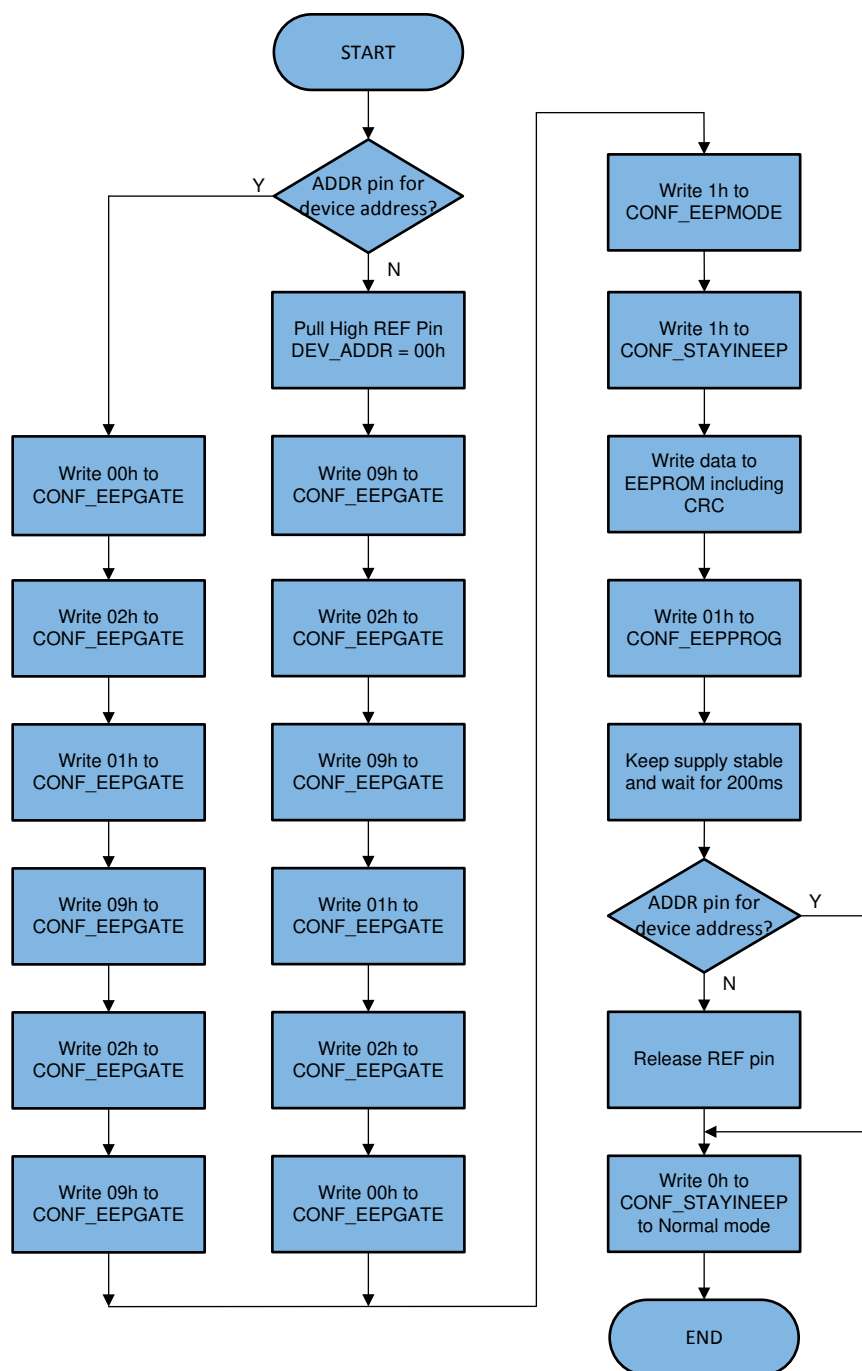 START
ADDR pin for
device address?
Y
N
Pull High REF Pin
DEV_ADDR = 00h
Write 00h to
CONF_EEPGATE
Write 02h to
CONF_EEPGATE
Write 01h to
CONF_EEPGATE
Write 09h to
CONF_EEPGATE
Write 02h to
CONF_EEPGATE
Write 09h to
CONF_EEPGATE
Write 09h to
CONF_EEPGATE
Write 02h to
CONF_EEPGATE
Write 09h to
CONF_EEPGATE
Write 01h to
CONF_EEPGATE
Write 02h to
CONF_EEPGATE
Write 00h to
CONF_EEPGATE
Write 1h to
CONF_EEPMODE
Write 1h to
CONF_STAYINEEP
Write data to
EEPROM including
CRC
Write 01h to
CONF_EEPPROG
Keep supply stable
and wait for 200ms
ADDR pin for
device address?
Y
N
Release REF pin
Write 0h to
CONF_STAYINEEP
to Normal mode
END